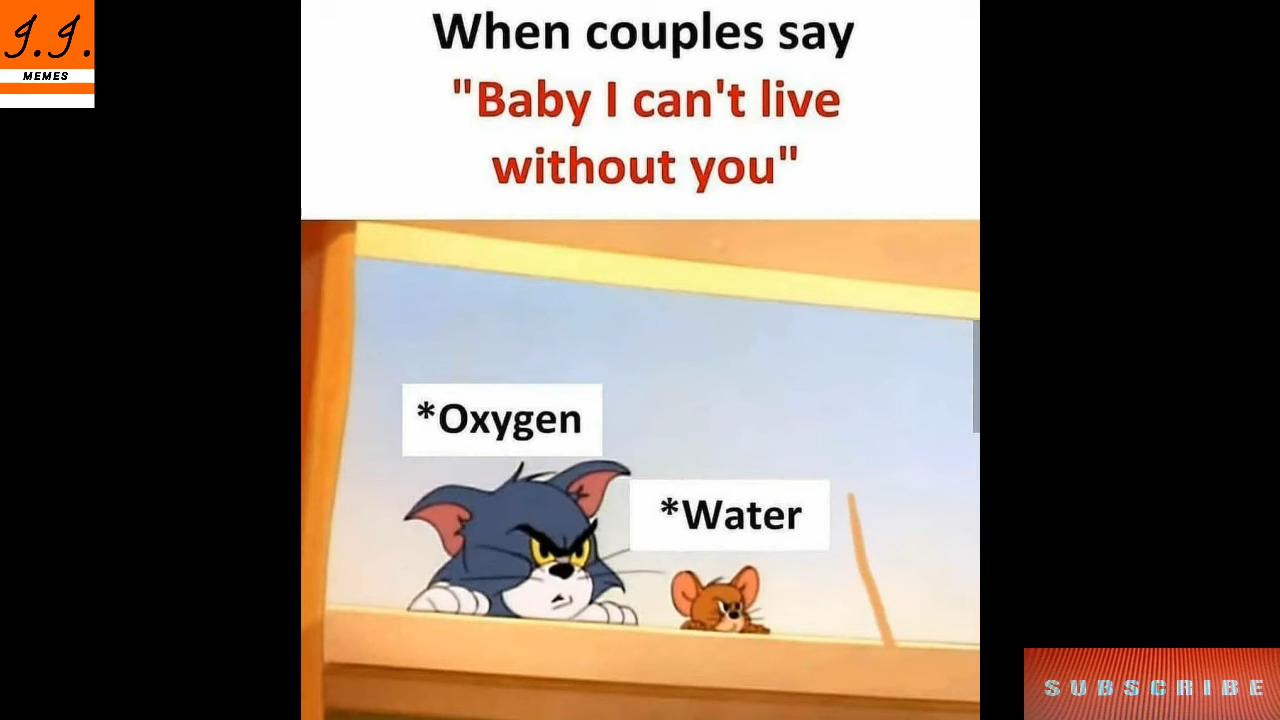 J.J.
MEMES
When couples say
"Baby I can't live
without you"
*Oxygen
*Water
SUBSCRIBE